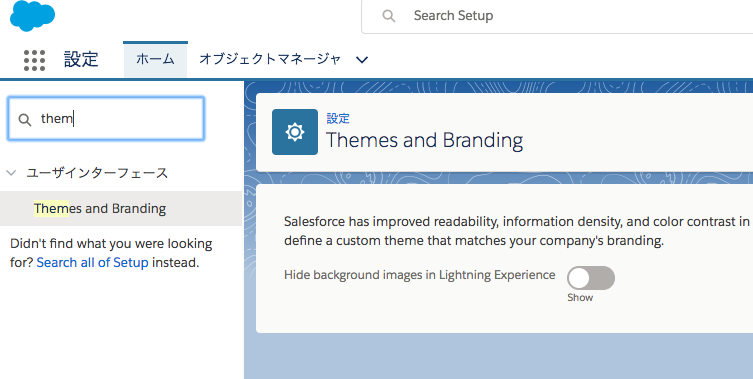 Search Setup
設定
ホーム
オブジェクトマネージャ
them
ユーザインターフェース
Themes and Branding
Didn't find what you were looking
for? Search all of Setup instead.
設定
Themes and Branding
Salesforce has improved readability, information density, and color contrast in
define a custom theme that matches your company's branding.
Hide background images in Lightning Experience
Show